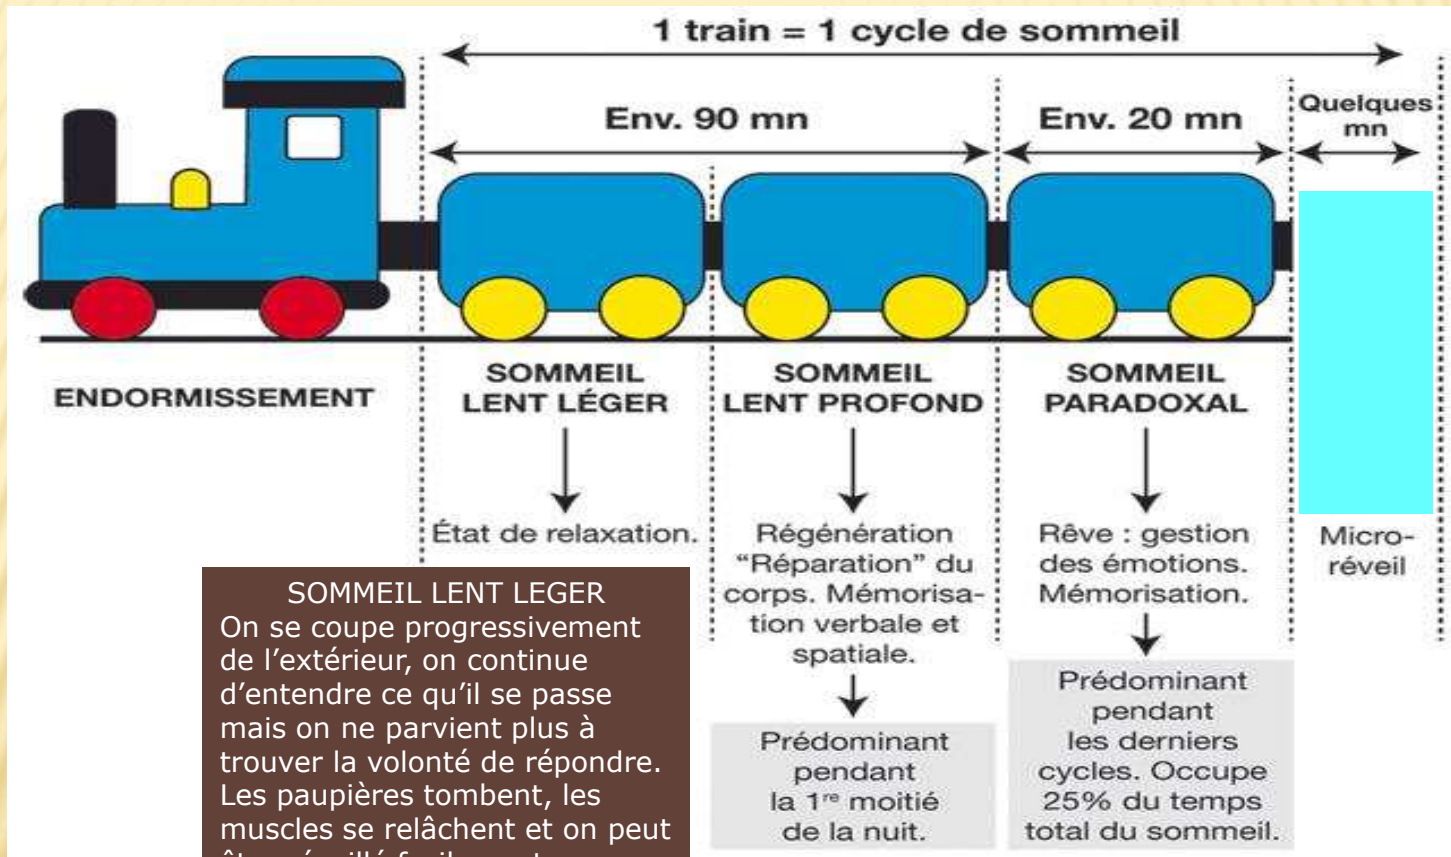 1 train = 1 cycle de sommeil
Env. 90 mn
Env. 20 mn
Quelques
mn
ENDORMISSEMENT
SOMMEIL
LENT LÉGER
SOMMEIL
LENT PROFOND
SOMMEIL
PARADOXAL
État de relaxation.
Régénération
“Réparation” du
corps. Mémorisa-
tion verbale et
spatiale.
Rêve : gestion
des émotions.
Mémorisation.
Micro-
réveil
Prédominant
pendant
la 1re moitié
de la nuit.
Prédominant
pendant
les derniers
cycles. Occupe
25% du temps
total du sommeil.
SOMMEIL LENT LEGER
On se coupe progressivement
de l’extérieur, on continue
d’entendre ce qu’il se passe
mais on ne parvient plus à
trouver la volonté de répondre.
Les paupières tombent, les
muscles se relâchent et on peut